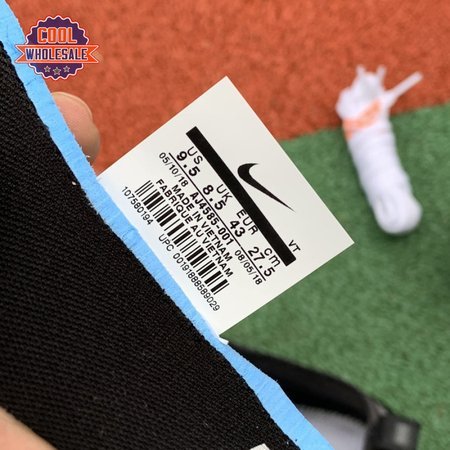 COOL
WHOLESALE
VT
US UK EUR cm
9.5 8.5 43 27.5
05/10/18 08/05/18
AJ4585-001
MADE IN VIETNAM
FABRIQUE AU VIETNAM
107580194
UPC 00191888589029